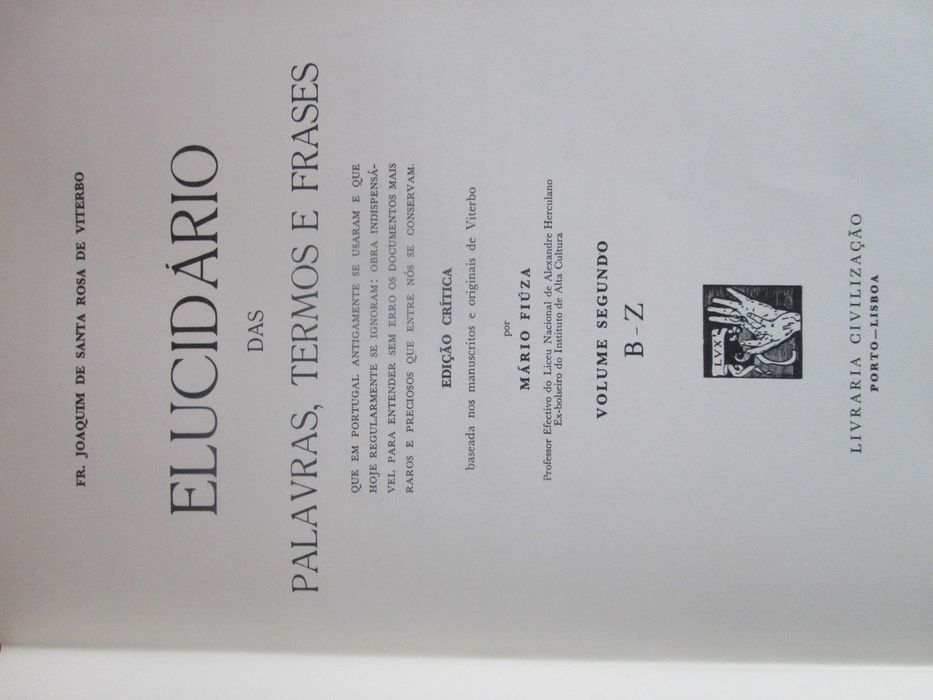 FR. JOAQUIM DE SANTA ROSA DE VITERBO
ELUCIDÁRIO
DAS
PALAVRAS, TERMOS E FRASES
QUE EM PORTUGAL ANTIGAMENTE SE USARAM E QUE
HOJE REGULARMENTE SE IGNORAM: OBRA INDISPENSÁ-
VEL PARA ENTENDER SEM ERRO OS DOCUMENTOS MAIS
RAROS E PRECIOSOS QUE ENTRE NÓS SE CONSERVAM.
EDIÇÃO CRÍTICA
baseada nos manuscritos e originais de Viterbo
por
MÁRIO FIÚZA
Professor Efectivo do Liceu Nacional de Alexandre Herculano
Ex-bolseiro do Instituto de Alta Cultura
VOLUME SEGUNDO
B – Z
LVX
LIVRARIA CIVILIZAÇÃO
PORTO—LISBOA